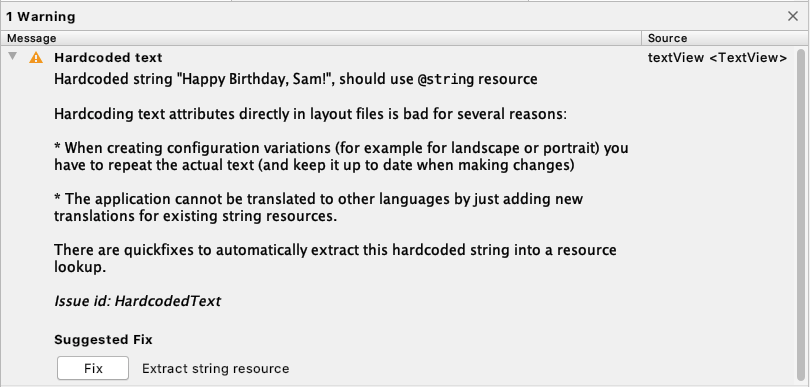 1 Warning
Message Source
Hardcoded text textView <TextView>
Hardcoded string "Happy Birthday, Sam!", should use @string resource
Hardcoding text attributes directly in layout files is bad for several reasons:
* When creating configuration variations (for example for landscape or portrait) you
have to repeat the actual text (and keep it up to date when making changes)
* The application cannot be translated to other languages by just adding new
translations for existing string resources.
There are quickfixes to automatically extract this hardcoded string into a resource
lookup.
Issue id: HardcodedText
Suggested Fix
Fix Extract string resource